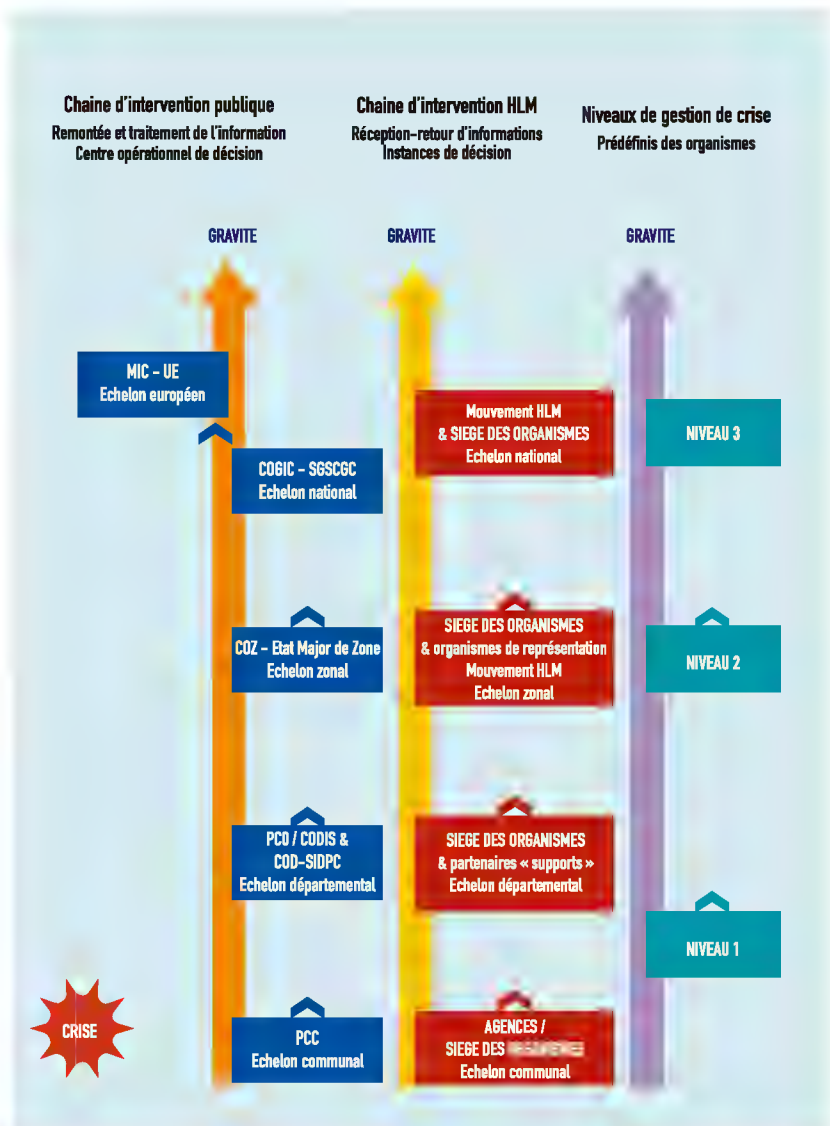 Chaine d'intervention publique
Remontée et traitement de l'information
Centre opérationnel de décision
Chaine d'intervention HLM
Réception-retour d'informations
Instances de décision
Niveaux de gestion de crise
Prédéfinis des organismes
GRAVITE
GRAVITE
GRAVITE
MIC - UE
Echelon européen
COGIC - SGSCGC
Echelon national
COZ - Etat Major de Zone
Echelon zonal
PCO / CODIS &
COD-SIDPC
Echelon départemental
PCC
Echelon communal
Mouvement HLM
& SIEGE DES ORGANISMES
Echelon national
SIEGE DES ORGANISMES
& organismes de représentation
Mouvement HLM
Echelon zonal
SIEGE DES ORGANISMES
& partenaires « supports »
Echelon départemental
AGENCES /
SIEGE DES
Echelon communal
NIVEAU 3
NIVEAU 2
NIVEAU 1
CRISE